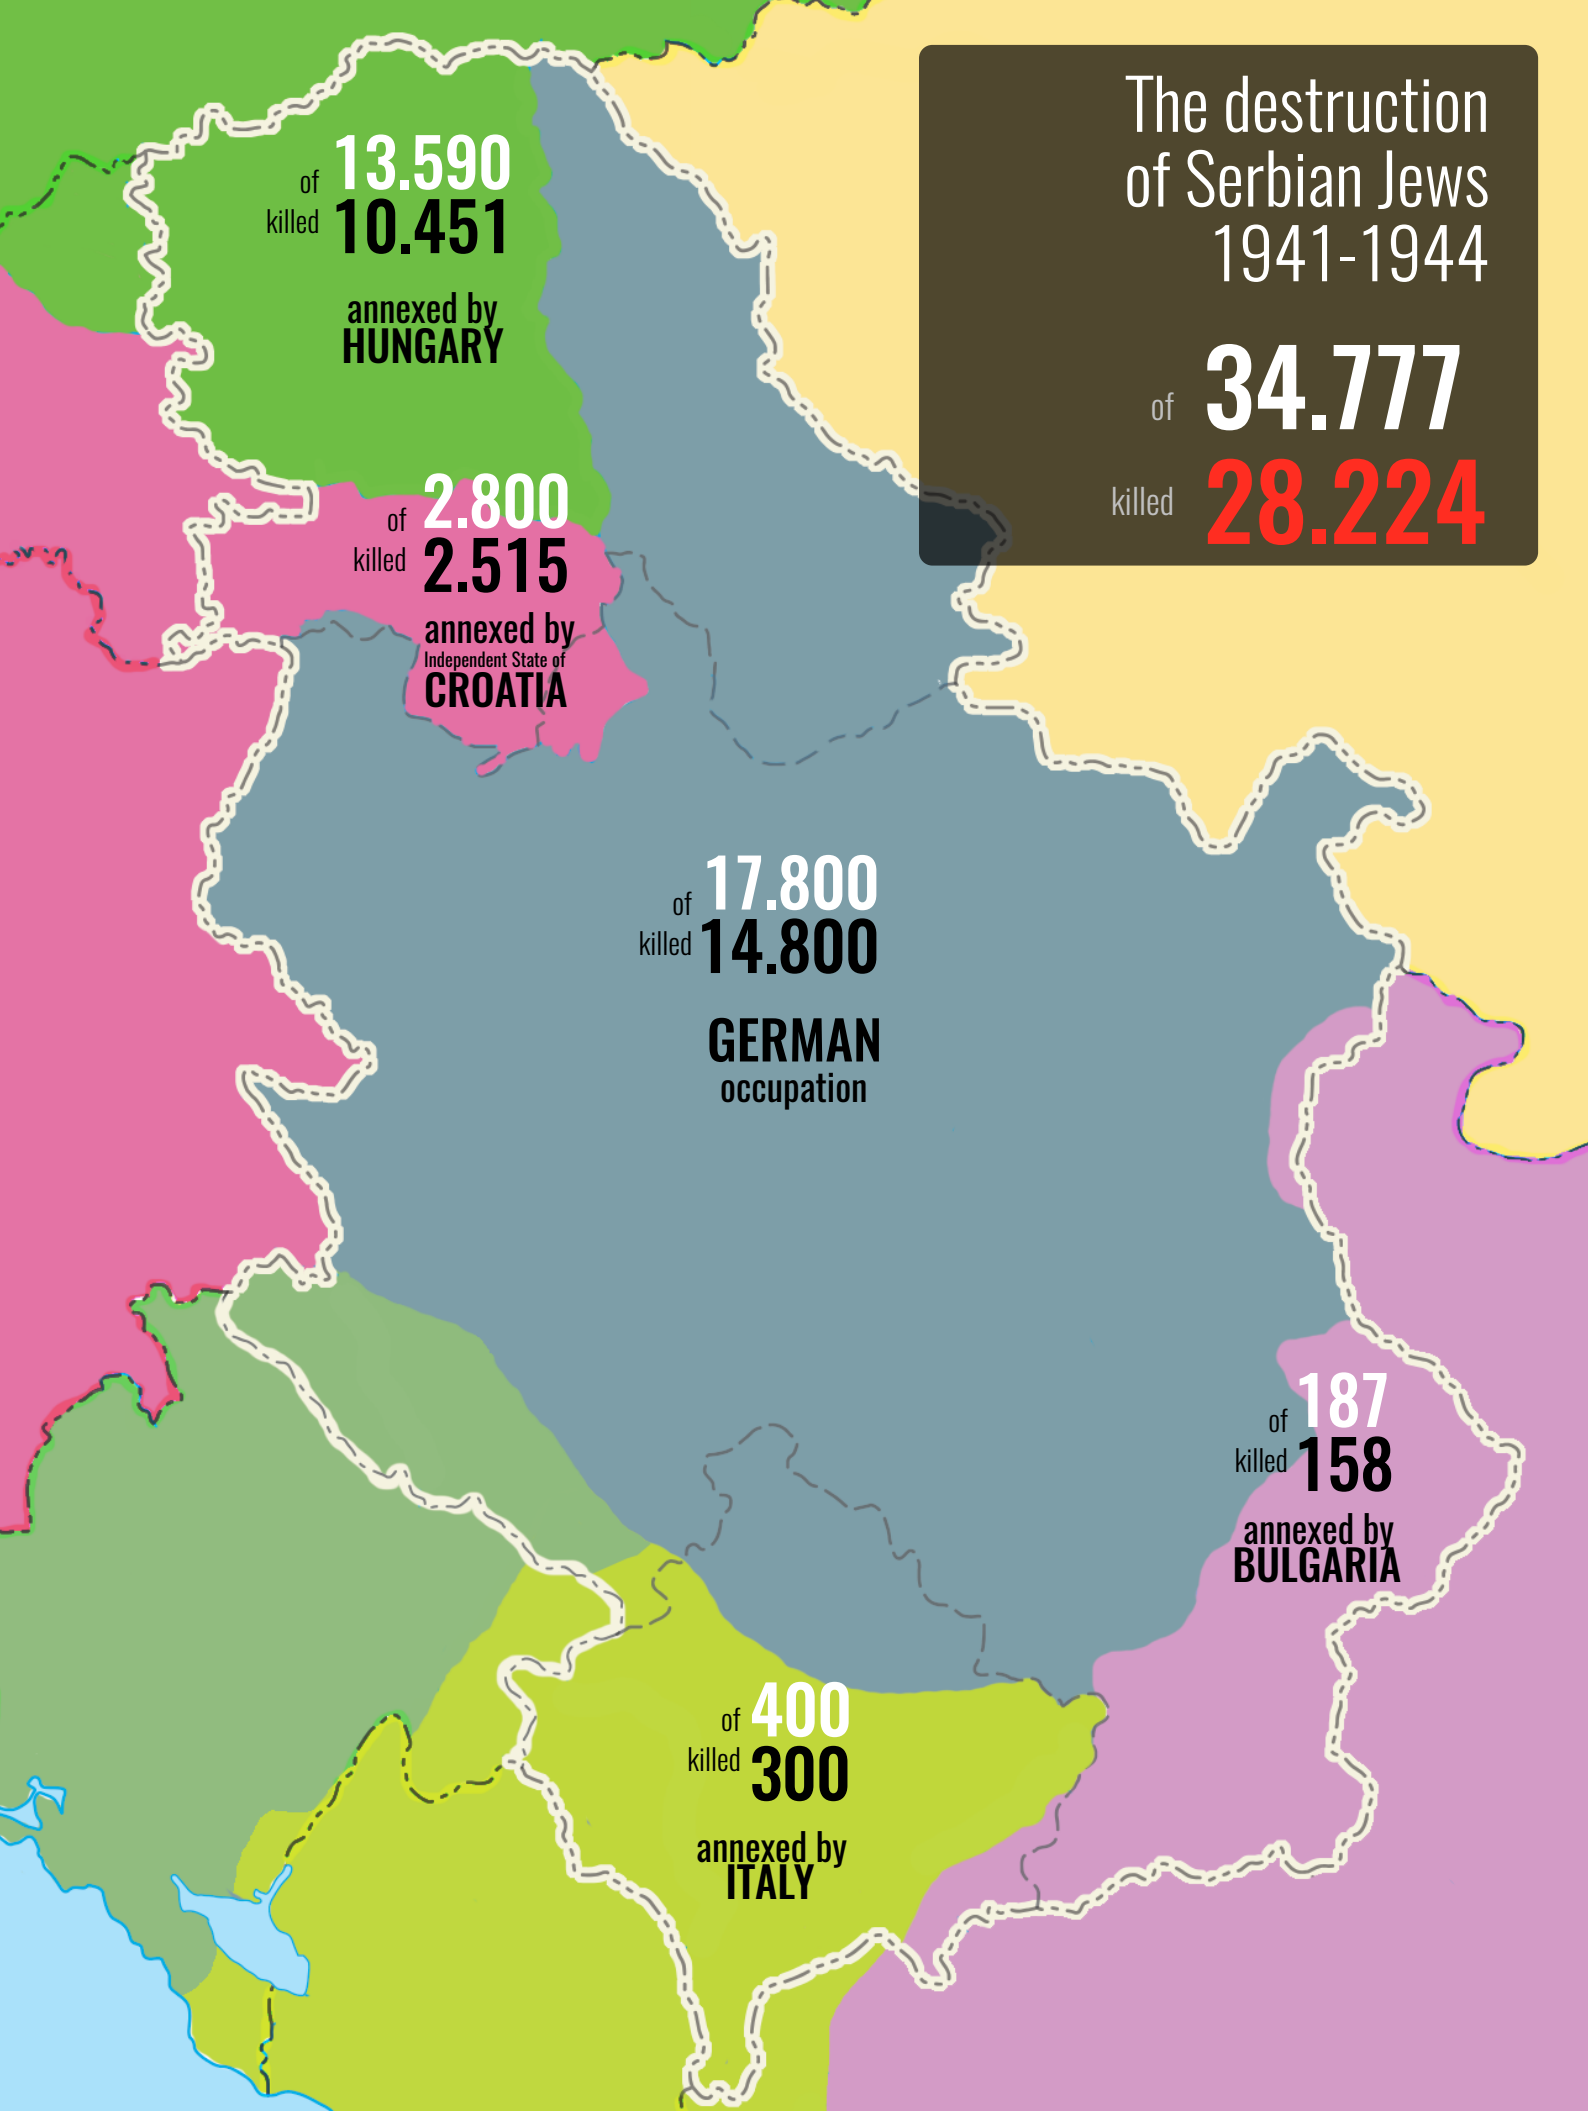 The destruction
of Serbian Jews
1941-1944
of 34.777
killed 28.224
of 13.590
killed 10.451
annexed by
HUNGARY
of 2.800
killed 2.515
annexed by
Independent State of
CROATIA
of 17.800
killed 14.800
GERMAN
occupation
of 187
killed 158
annexed by
BULGARIA
of 400
killed 300
annexed by
ITALY